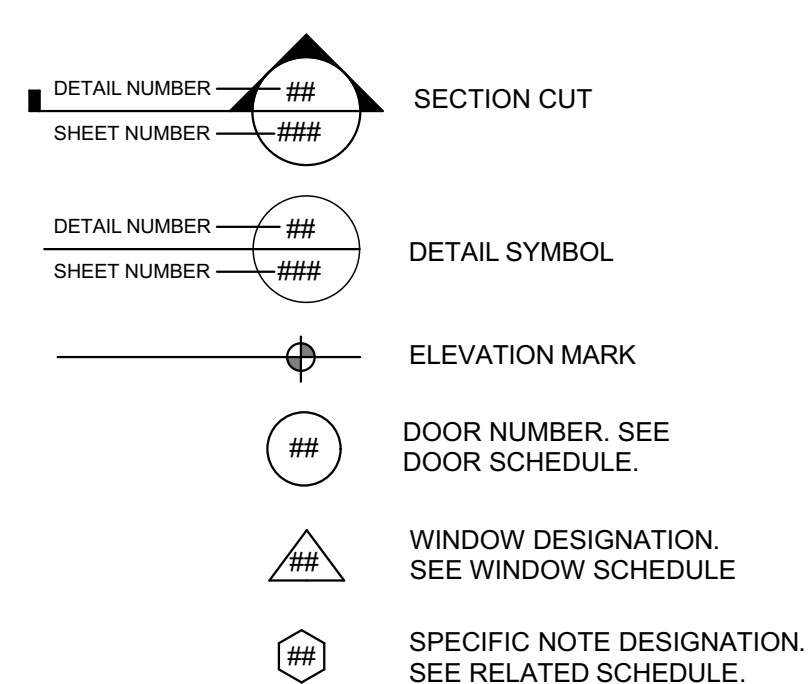 DETAIL NUMBER
##
SECTION CUT
SHEET NUMBER
###
DETAIL NUMBER
##
DETAIL SYMBOL
SHEET NUMBER
###
ELEVATION MARK
##
DOOR NUMBER. SEE
DOOR SCHEDULE.
##
WINDOW DESIGNATION.
SEE WINDOW SCHEDULE
##
SPECIFIC NOTE DESIGNATION.
SEE RELATED SCHEDULE.